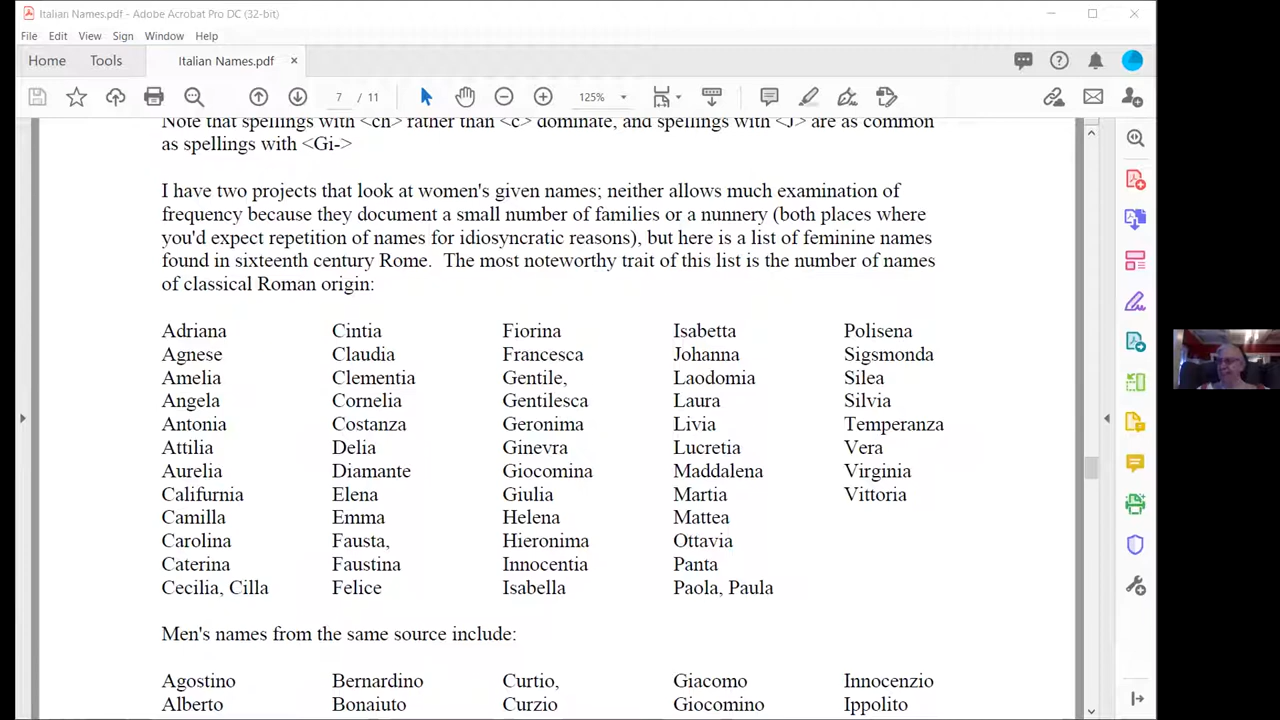 Italian Names.pdf - Adobe Acrobat Pro DC (32-bit)
File Edit View Sign Window Help
Home Tools Italian Names.pdf ×
7 / 11 125%
Note that spellings with <ch> rather than <c> dominate, and spellings with <J> are as common
as spellings with <Gi->
I have two projects that look at women's given names; neither allows much examination of
frequency because they document a small number of families or a nunnery (both places where
you'd expect repetition of names for idiosyncratic reasons), but here is a list of feminine names
found in sixteenth century Rome. The most noteworthy trait of this list is the number of names
of classical Roman origin:
Adriana Cintia Fiorina Isabetta Polisena
Agnese Claudia Francesca Johanna Sigsmonda
Amelia Clementia Gentile, Laodomia Silea
Angela Cornelia Gentilesca Laura Silvia
Antonia Costanza Geronima Livia Temperanza
Attilia Delia Ginevra Lucretia Vera
Aurelia Diamante Giocomina Maddalena Virginia
Califurnia Elena Giulia Martia Vittoria
Camilla Emma Helena Mattea
Carolina Fausta, Hieronima Ottavia
Caterina Faustina Innocentia Panta
Cecilia, Cilla Felice Isabella Paola, Paula
Men's names from the same source include:
Agostino Bernardino Curtio, Giacomo Innocenzio
Alberto Bonaiuto Curzio Giocomino Ippolito